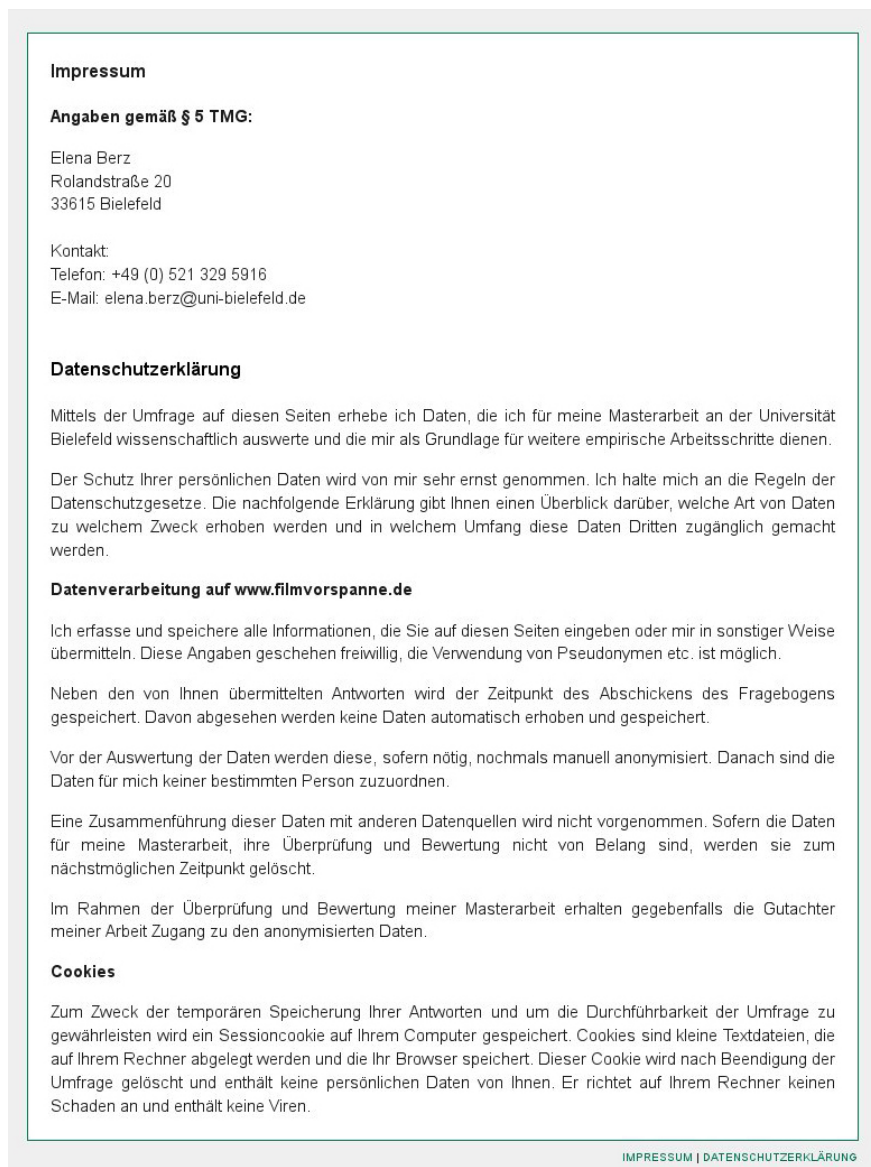 Impressum
Angaben gemäß § 5 TMG:
Elena Berz
Rolandstraße 20
33615 Bielefeld
Kontakt:
Telefon: +49 (0) 521 329 5916
E-Mail: elena.berz@uni-bielefeld.de
Datenschutzerklärung
Mittels der Umfrage auf diesen Seiten erhebe ich Daten, die ich für meine Masterarbeit an der Universität
Bielefeld wissenschaftlich auswerte und die mir als Grundlage für weitere empirische Arbeitsschritte dienen.
Der Schutz Ihrer persönlichen Daten wird von mir sehr ernst genommen. Ich halte mich an die Regeln der
Datenschutzgesetze. Die nachfolgende Erklärung gibt Ihnen einen Überblick darüber, welche Art von Daten
zu welchem Zweck erhoben werden und in welchem Umfang diese Daten Dritten zugänglich gemacht
werden.
Datenverarbeitung auf www.filmvorspanne.de
Ich erfasse und speichere alle Informationen, die Sie auf diesen Seiten eingeben oder mir in sonstiger Weise
übermitteln. Diese Angaben geschehen freiwillig, die Verwendung von Pseudonymen etc. ist möglich.
Neben den von Ihnen übermittelten Antworten wird der Zeitpunkt des Abschickens des Fragebogens
gespeichert. Davon abgesehen werden keine Daten automatisch erhoben und gespeichert.
Vor der Auswertung der Daten werden diese, sofern nötig, nochmals manuell anonymisiert. Danach sind die
Daten für mich keiner bestimmten Person zuzuordnen.
Eine Zusammenführung dieser Daten mit anderen Datenquellen wird nicht vorgenommen. Sofern die Daten
für meine Masterarbeit, ihre Überprüfung und Bewertung nicht von Belang sind, werden sie zum
nächstmöglichen Zeitpunkt gelöscht.
Im Rahmen der Überprüfung und Bewertung meiner Masterarbeit erhalten gegebenfalls die Gutachter
meiner Arbeit Zugang zu den anonymisierten Daten.
Cookies
Zum Zweck der temporären Speicherung Ihrer Antworten und um die Durchführbarkeit der Umfrage zu
gewährleisten wird ein Sessioncookie auf Ihrem Computer gespeichert. Cookies sind kleine Textdateien, die
auf Ihrem Rechner abgelegt werden und die Ihr Browser speichert. Dieser Cookie wird nach Beendigung der
Umfrage gelöscht und enthält keine persönlichen Daten von Ihnen. Er richtet auf Ihrem Rechner keinen
Schaden an und enthält keine Viren.
IMPRESSUM | DATENSCHUTZERKLÄRUNG